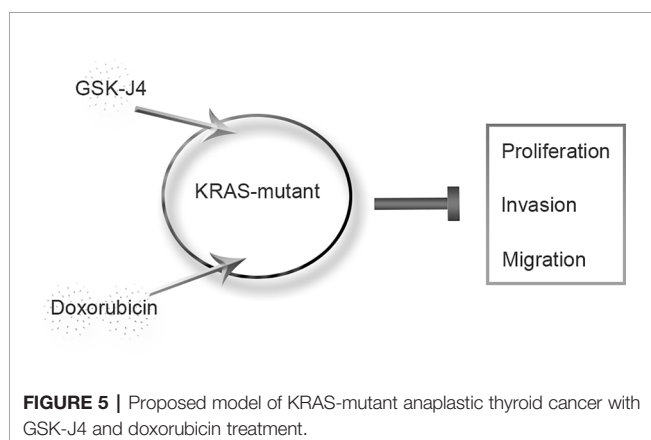 GSK-J4
KRAS-mutant
Doxorubicin
Proliferation
Invasion
Migration
FIGURE 5 | Proposed model of KRAS-mutant anaplastic thyroid cancer with
GSK-J4 and doxorubicin treatment.